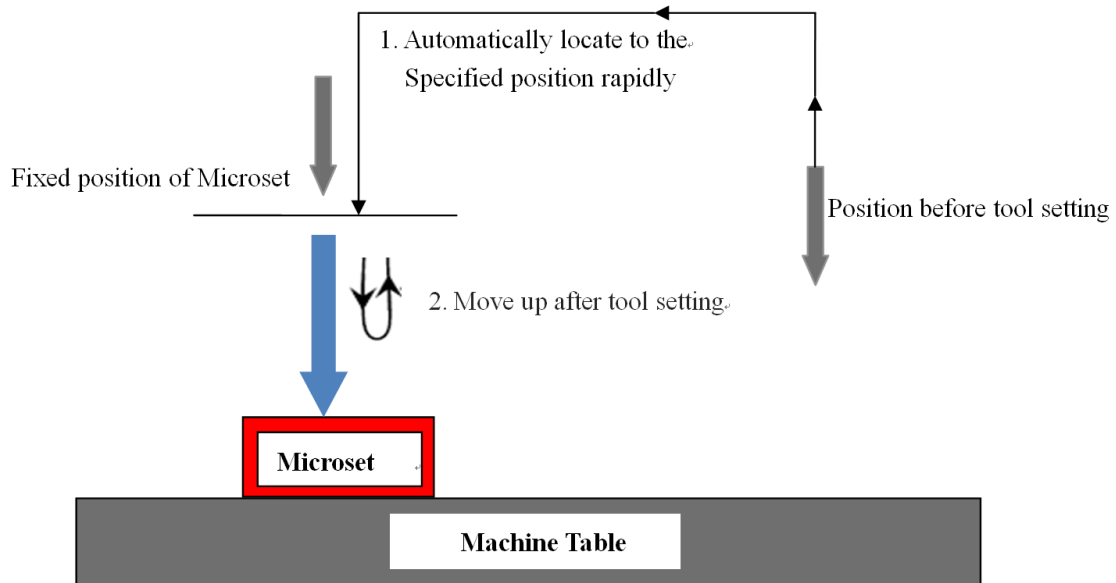 1. Automatically locate to the
Specified position rapidly
Fixed position of Microset
Position before tool setting
2. Move up after tool setting
Microset
Machine Table